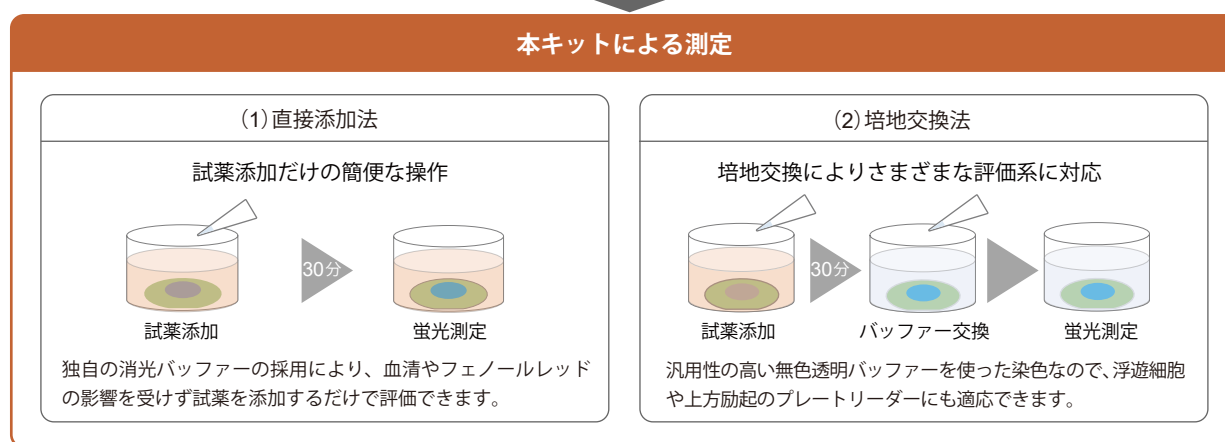 本キットによる測定
(1)直接添加法
試薬添加だけの簡便な操作
30分
試薬添加
蛍光測定
独自の消光バッファーの採用により、血清やフェノールレッド
の影響を受けず試薬を添加するだけで評価できます。
(2)培地交換法
培地交換によりさまざまな評価系に対応
30分
試薬添加
バッファー交換
蛍光測定
汎用性の高い無色透明バッファーを使った染色なので、浮遊細胞
や上方励起のプレートリーダーにも適応できます。